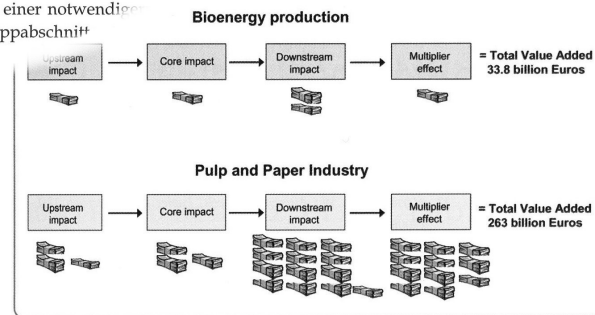 einer notwendigen
Bioenergy production
Upstream impact
Core impact
Downstream impact
Multiplier effect
= Total Value Added
33.8 billion Euros
Pulp and Paper Industry
Upstream impact
Core impact
Downstream impact
Multiplier effect
= Total Value Added
263 billion Euros